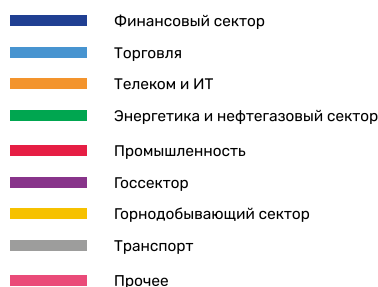 Финансовый сектор
Торговля
Телеком и ИТ
Энергетика и нефтегазовый сектор
Промышленность
Госсектор
Горнодобывающий сектор
Транспорт
Прочее